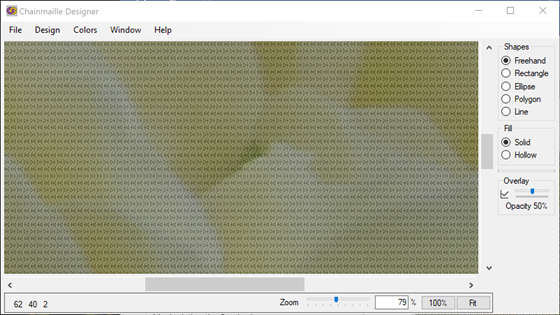 Chainmaille Designer
File Design Colors Window Help
Shapes
Freehand
Rectangle
Ellipse
Polygon
Line
Fill
Solid
Hollow
Overlay
Opacity 50%
62 40 2
Zoom 79 % 100% Fit